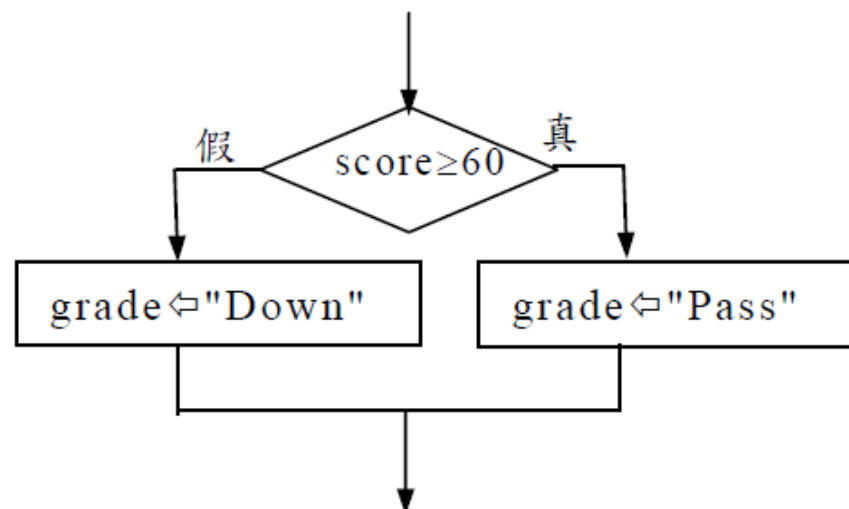 假
真
score≥60
grade⇦"Down"
grade⇦"Pass"